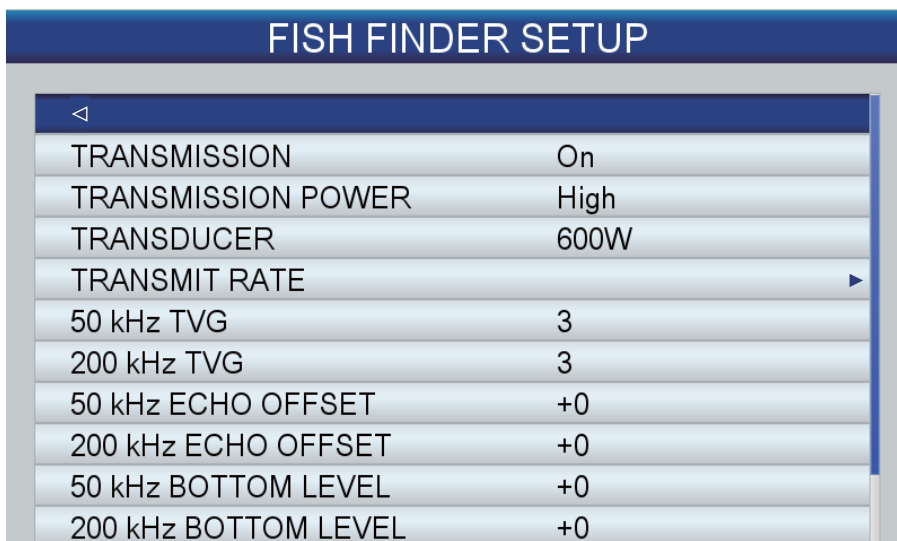 FISH FINDER SETUP
TRANSMISSION On
TRANSMISSION POWER High
TRANSDUCER 600W
TRANSMIT RATE
50 kHz TVG 3
200 kHz TVG 3
50 kHz ECHO OFFSET +0
200 kHz ECHO OFFSET +0
50 kHz BOTTOM LEVEL +0
200 kHz BOTTOM LEVEL +0